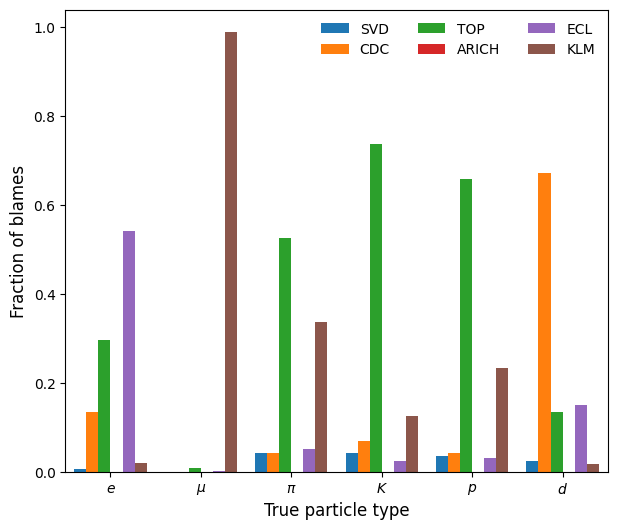 SVD TOP ECL
CDC ARICH KLM
1.0
0.8
0.6
0.4
0.2
0.0
Fraction of blames
e μ π K p d
True particle type